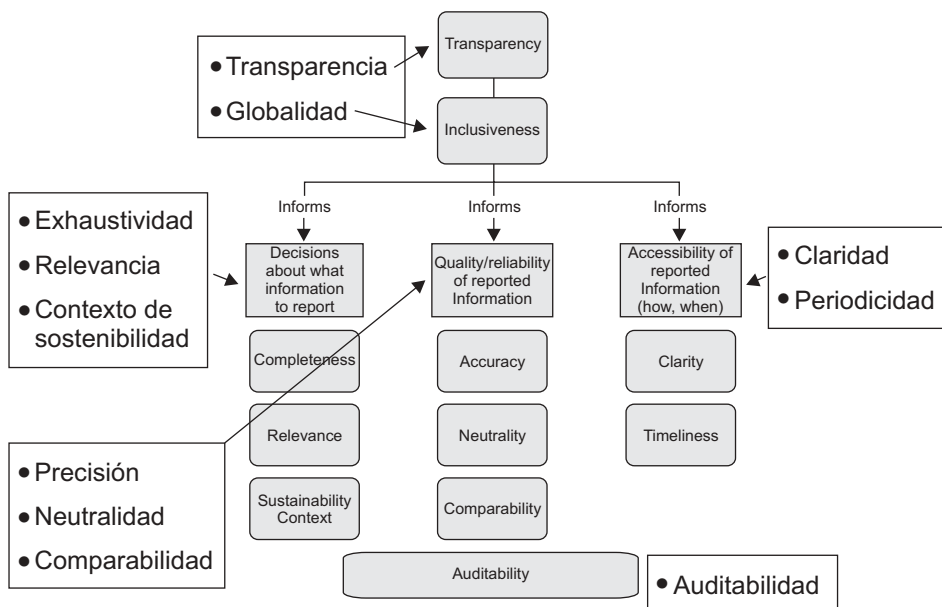 Transparency
• Transparencia
• Globalidad
Inclusiveness
Informs
Informs
Informs
• Exhaustividad
• Relevancia
• Contexto de
sostenibilidad
Decisions
about what
information
to report
Quality/reliability
of reported
Information
Accessibility of
reported
Information
(how, when)
• Claridad
• Periodicidad
Completeness
Accuracy
Clarity
Relevance
Neutrality
Timeliness
• Precisión
• Neutralidad
• Comparabilidad
Sustainability
Context
Comparability
Auditability
• Auditabilidad